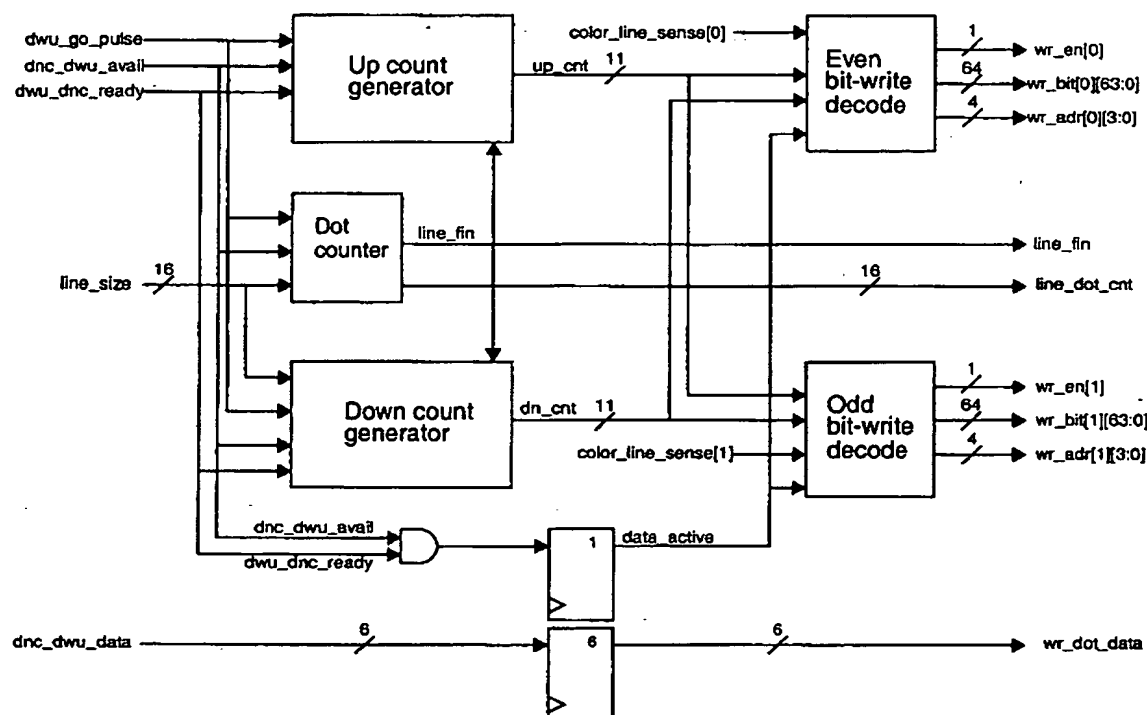 dwu_go_pulse
dnc_dwu_avail
dwu_dnc_ready
Up count
generator
up_cnt
11
color_line_sense[0]
Even
bit-write
decode
1
wr_en[0]
64
wr_bit[0][63:0]
4
wr_adr[0][3:0]
Dot
counter
line_fin
line_fin
line_size
16
16
line_dot_cnt
Down count
generator
dn_cnt
11
color_line_sense[1]
Odd
bit-write
decode
1
wr_en[1]
64
wr_bit[1][63:0]
4
wr_adr[1][3:0]
dnc_dwu_avail
dwu_dnc_ready
1
data_active
dnc_dwu_data
6
6
6
wr_dot_data